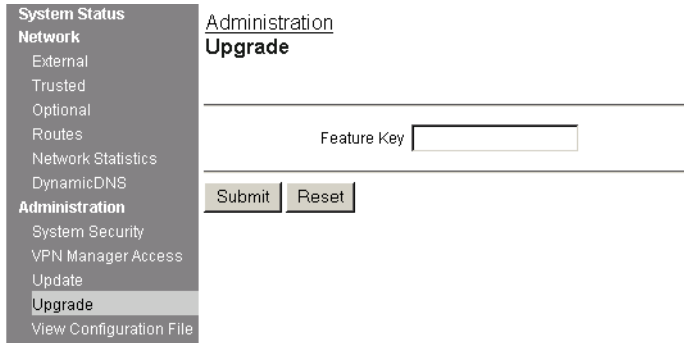 System Status
Network
External
Trusted
Optional
Routes
Network Statistics
DynamicDNS
Administration
System Security
VPN Manager Access
Update
Upgrade
View Configuration File
Administration
Upgrade
Feature Key
Submit Reset